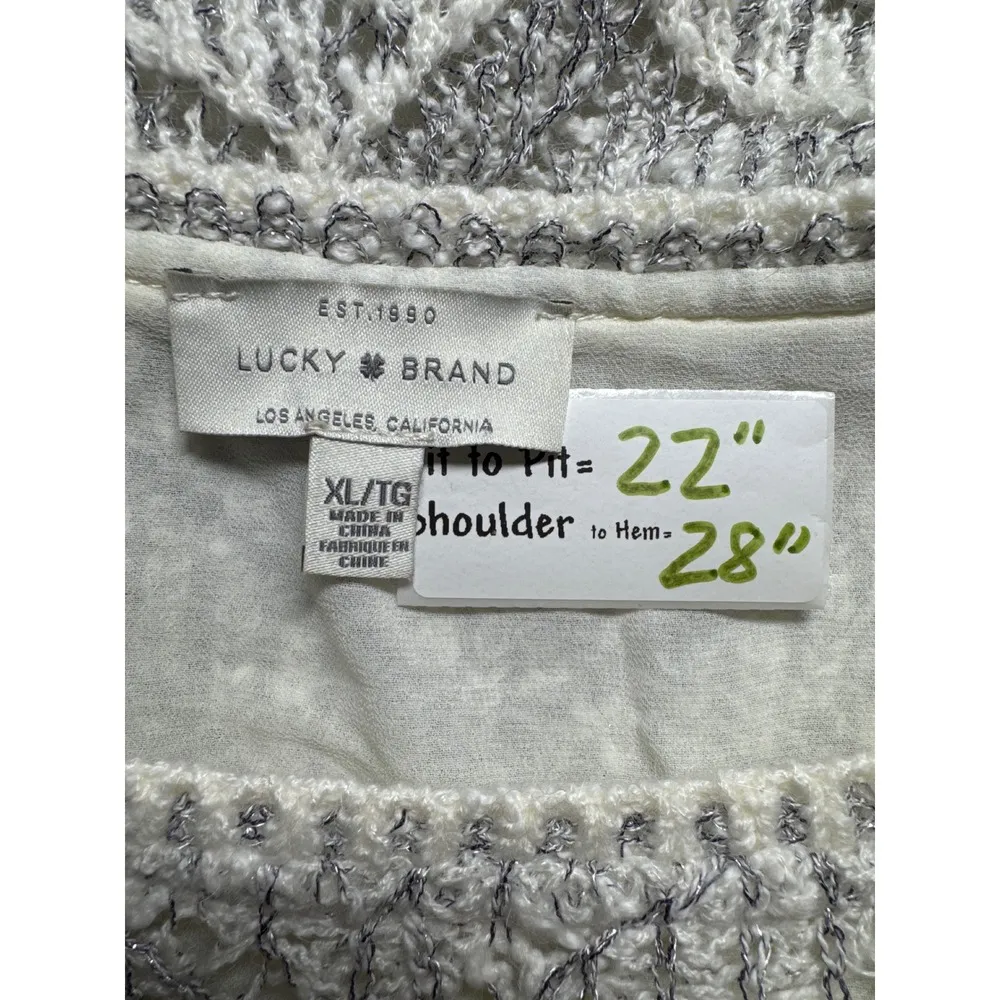 EST. 1990
LUCKY BRAND
LOS ANGELES, CALIFORNIA
XL/TG
MADE IN
CHINA
FABRIQUE EN
CHINE
it to Pit = 22"
Shoulder to Hem = 28"